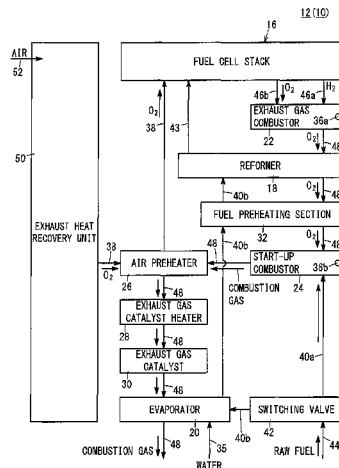 12(10)
AIR
52
16
FUEL CELL STACK
O2
38
43
46b
O2
46a
H2
EXHAUST GAS
COMBUSTOR
36a
22
O2
48
REFORMER
18
40b
O2
48
50
EXHAUST HEAT
RECOVERY UNIT
FUEL PREHEATING SECTION
32
40b
O2
48
38
O2
AIR PREHEATER
26
48
COMBUSTION
GAS
START-UP
COMBUSTOR
36b
24
48
EXHAUST GAS
CATALYST HEATER
28
48
40a
EXHAUST GAS
CATALYST
30
48
EVAPORATOR
20
40b
SWITCHING VALVE
42
COMBUSTION GAS
48
35
WATER
RAW FUEL
44